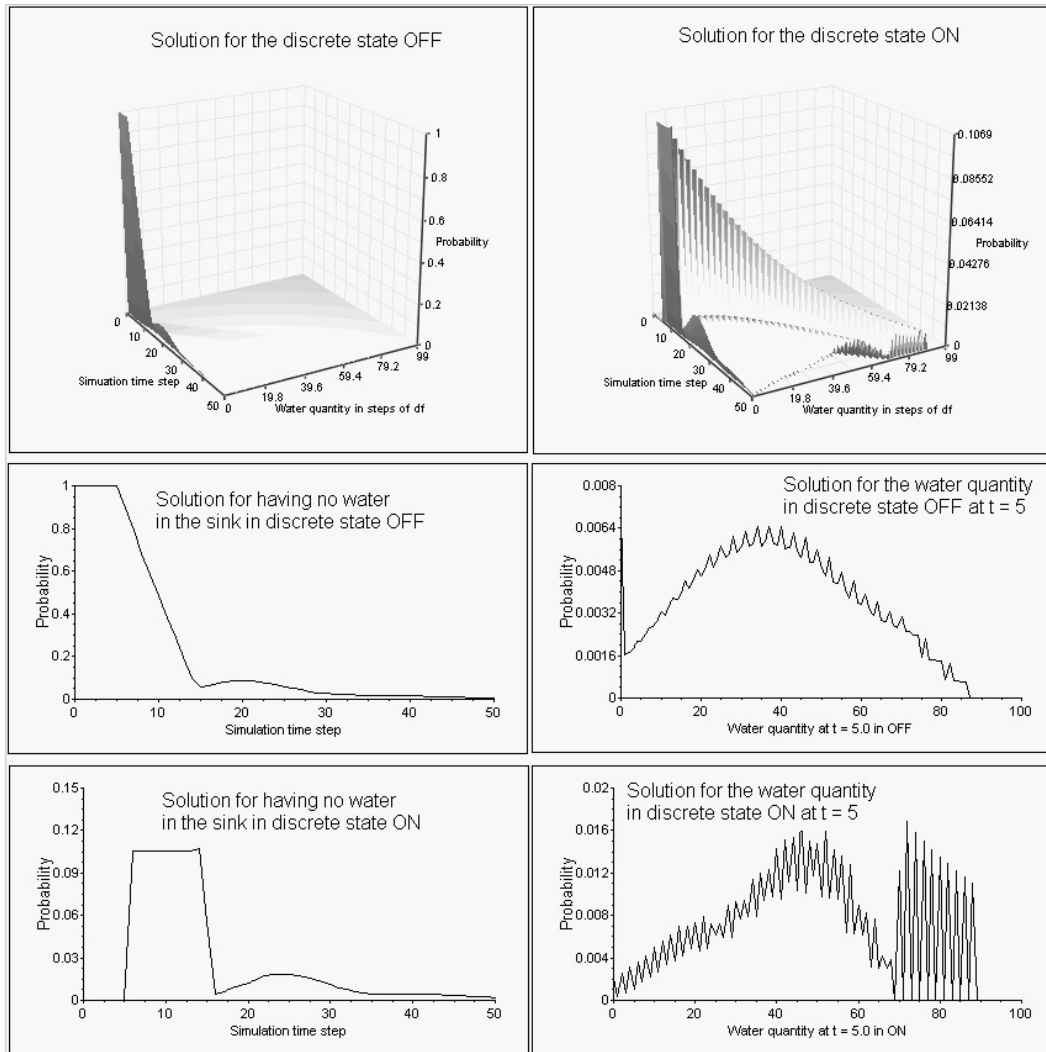 Solution for the discrete state OFF
1
0.8
0.6
Probability
0.4
0.2
0
0
10
20
30
40
50
Simuation time step
0
19.8
39.6
59.4
79.2
99
Water quantity in steps of df
Solution for the discrete state ON
0.1069
0.08552
0.06414
Probability
0.04276
0.02138
0
0
10
20
30
40
50
Simulation time step
0
19.8
39.6
59.4
79.2
99
Water quantity in steps of df
Solution for having no water
in the sink in discrete state OFF
1
0.8
0.6
0.4
0.2
0
Probability
0 10 20 30 40 50
Simulation time step
Solution for the water quantity
in discrete state OFF at t = 5
0.008
0.0064
0.0048
0.0032
0.0016
0
Probability
0 20 40 60 80 100
Water quantity at t = 5.0 in OFF
Solution for having no water
in the sink in discrete state ON
0.15
0.12
0.09
0.06
0.03
0
Probability
0 10 20 30 40 50
Simulation time step
Solution for the water quantity
in discrete state ON at t = 5
0.02
0.016
0.012
0.008
0.004
0
Probability
0 20 40 60 80 100
Water quantity at t = 5.0 in ON